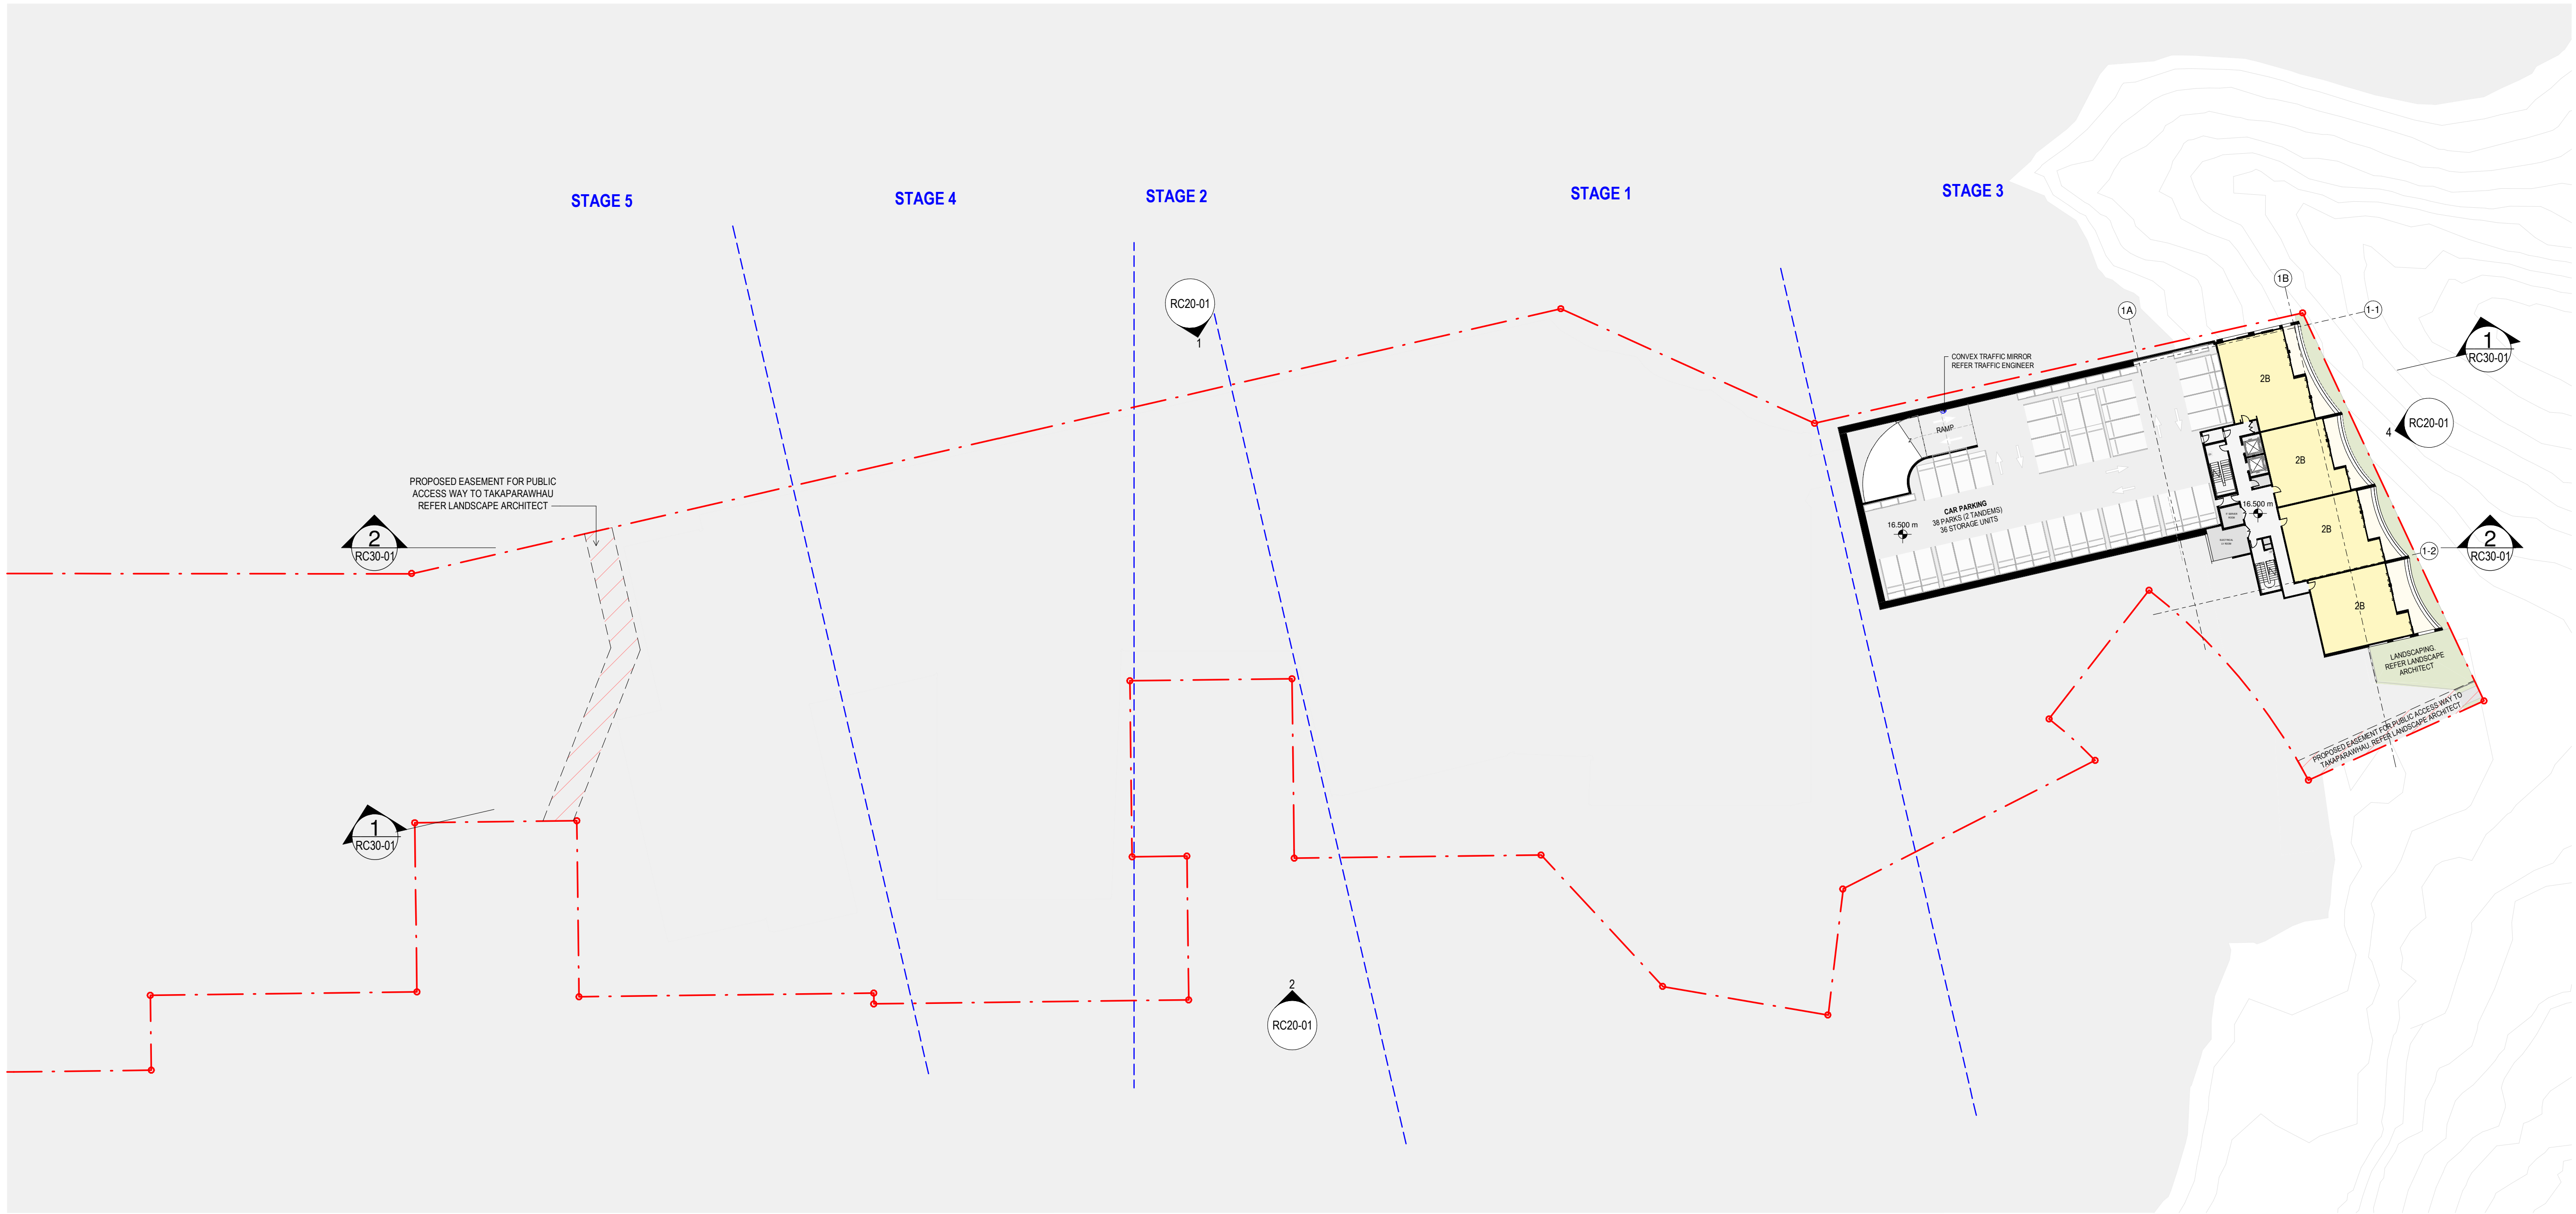 STAGE 5
STAGE 4
STAGE 2
STAGE 1
STAGE 3
RC20-01
1
1A
1B
1-1
1
RC30-01
CONVEX TRAFFIC MIRROR
REFER TRAFFIC ENGINEER
RAMP
2B
2B
2B
2B
4
RC20-01
PROPOSED EASEMENT FOR PUBLIC
ACCESS WAY TO TAKAPARAWHAU
REFER LANDSCAPE ARCHITECT
2
RC30-01
16.500 m
CAR PARKING
38 PARKS (2 TANDEMS)
36 STORAGE UNITS
16.500 m
1-2
2
RC30-01
LANDSCAPING.
REFER LANDSCAPE
ARCHITECT
PROPOSED EASEMENT FOR PUBLIC ACCESS WAY TO
TAKAPARAWHAU. REFER LANDSCAPE ARCHITECT
1
RC30-01
2
RC20-01